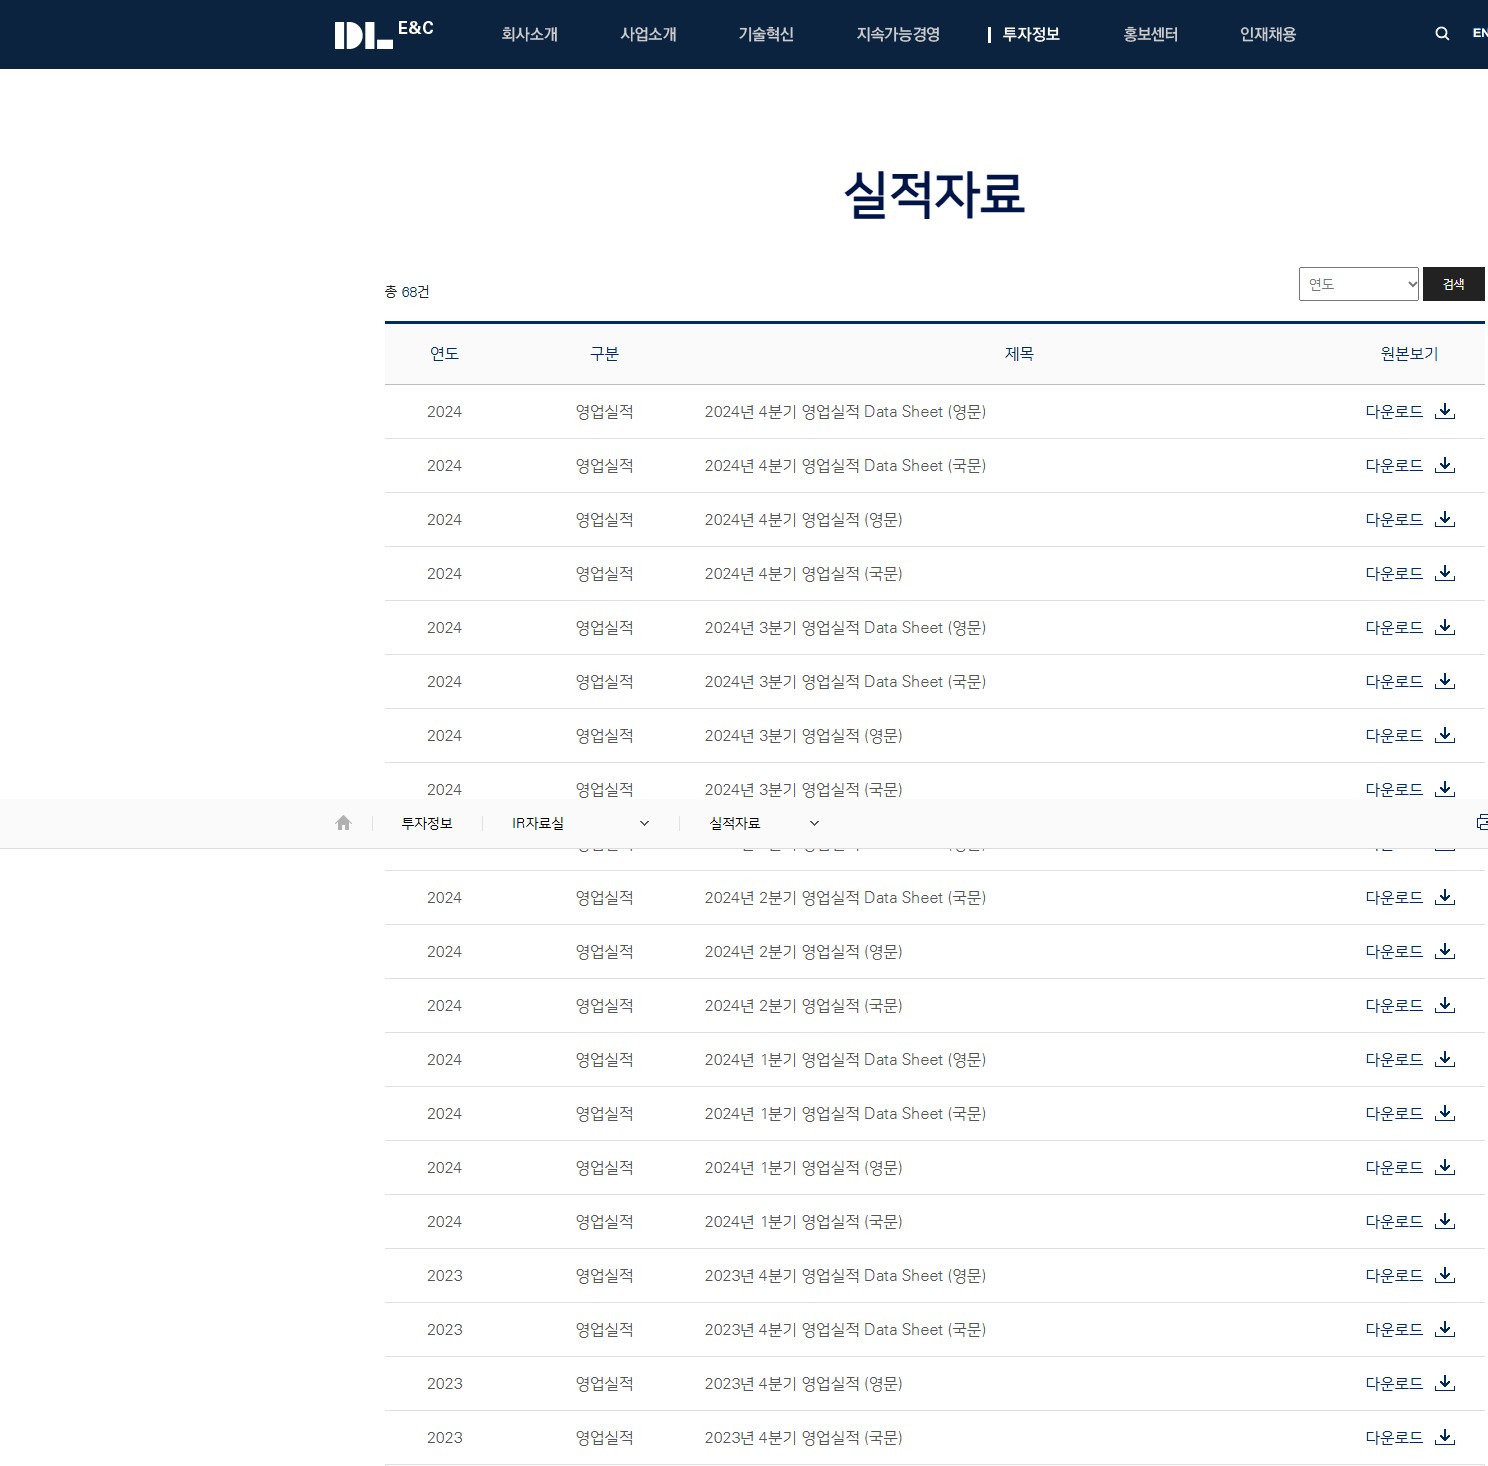 DL E&C 회사소개 사업소개 기술혁신 지속가능경영 투자정보 홍보센터 인재채용
실적자료
총 68건 연도 검색
연도 구분 제목 원본보기
2024 영업실적 2024년 4분기 영업실적 Data Sheet (영문) 다운로드
2024 영업실적 2024년 4분기 영업실적 Data Sheet (국문) 다운로드
2024 영업실적 2024년 4분기 영업실적 (영문) 다운로드
2024 영업실적 2024년 4분기 영업실적 (국문) 다운로드
2024 영업실적 2024년 3분기 영업실적 Data Sheet (영문) 다운로드
2024 영업실적 2024년 3분기 영업실적 Data Sheet (국문) 다운로드
2024 영업실적 2024년 3분기 영업실적 (영문) 다운로드
2024 영업실적 2024년 3분기 영업실적 (국문) 다운로드
투자정보 IR자료실 실적자료
2024 영업실적 2024년 2분기 영업실적 Data Sheet (국문) 다운로드
2024 영업실적 2024년 2분기 영업실적 (영문) 다운로드
2024 영업실적 2024년 2분기 영업실적 (국문) 다운로드
2024 영업실적 2024년 1분기 영업실적 Data Sheet (영문) 다운로드
2024 영업실적 2024년 1분기 영업실적 Data Sheet (국문) 다운로드
2024 영업실적 2024년 1분기 영업실적 (영문) 다운로드
2024 영업실적 2024년 1분기 영업실적 (국문) 다운로드
2023 영업실적 2023년 4분기 영업실적 Data Sheet (영문) 다운로드
2023 영업실적 2023년 4분기 영업실적 Data Sheet (국문) 다운로드
2023 영업실적 2023년 4분기 영업실적 (영문) 다운로드
2023 영업실적 2023년 4분기 영업실적 (국문) 다운로드